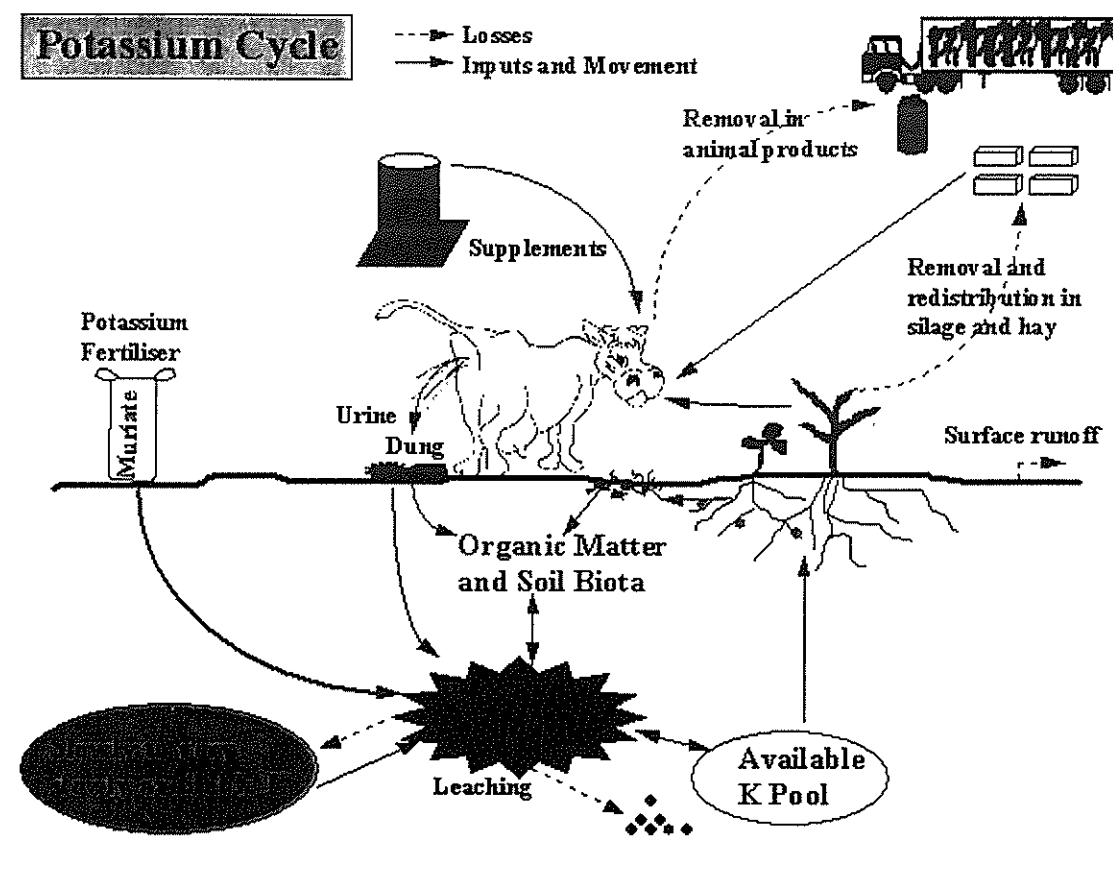 Potassium Cycle
Losses
Inputs and Movement
Removal in
animal products
Supplements
Removal and
redistribution in
silage and hay
Potassium
Fertiliser
Muriate
Urine
Dung
Surface runoff
Organic Matter
and Soil Biota
Leaching
Available
K Pool